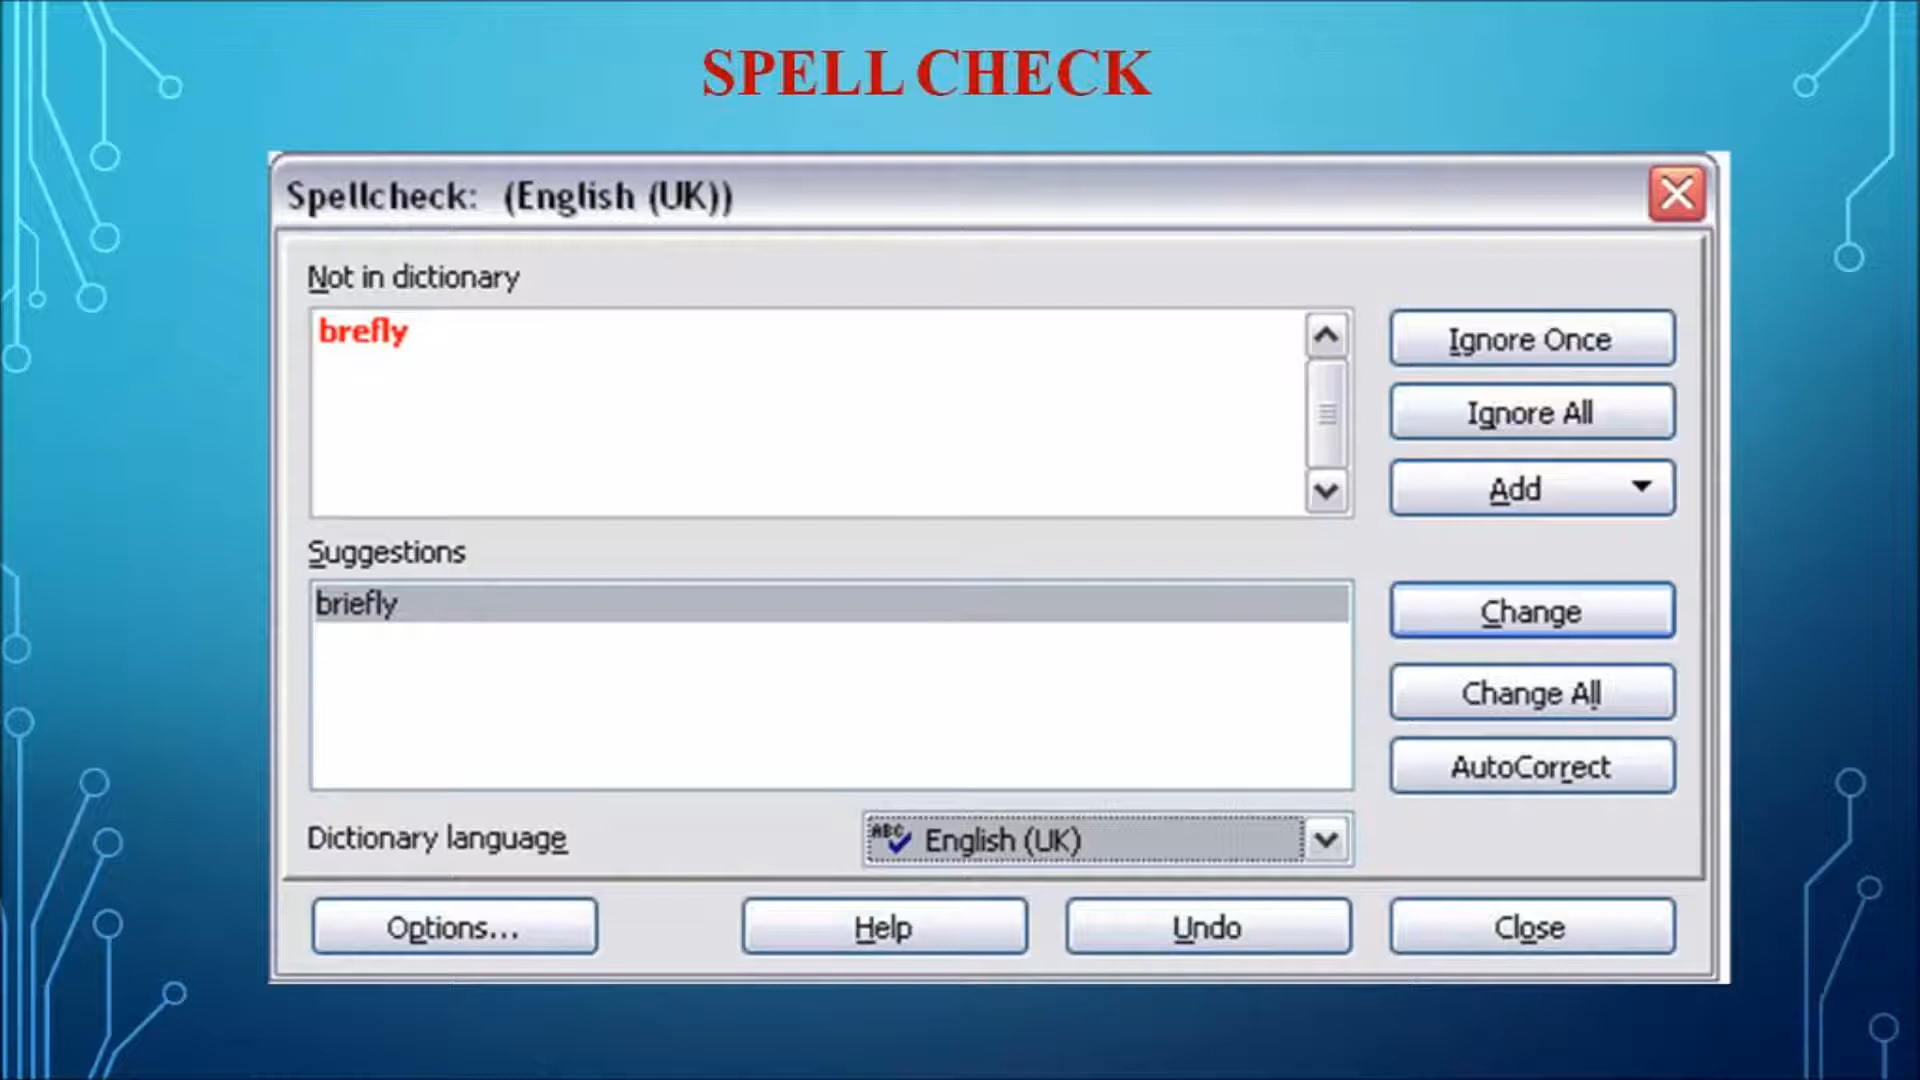 SPELL CHECK
Spellcheck: (English (UK))
Not in dictionary
brefly
Ignore Once
Ignore All
Add
Suggestions
briefly
Change
Change All
AutoCorrect
Dictionary language
ABC English (UK)
Options...
Help
Undo
Close